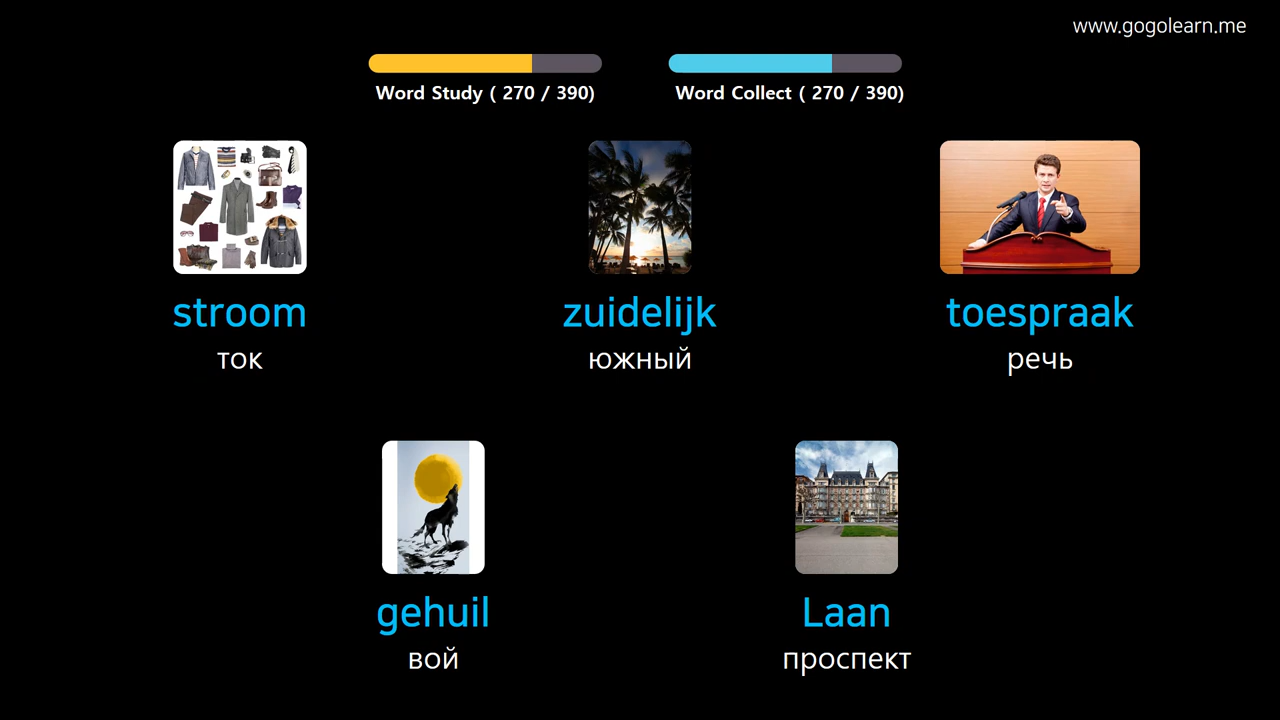 www.gogolearn.me
Word Study ( 270 / 390)
Word Collect ( 270 / 390)
stroom
ток
zuidelijk
южный
toespraak
речь
gehuil
вой
Laan
проспект